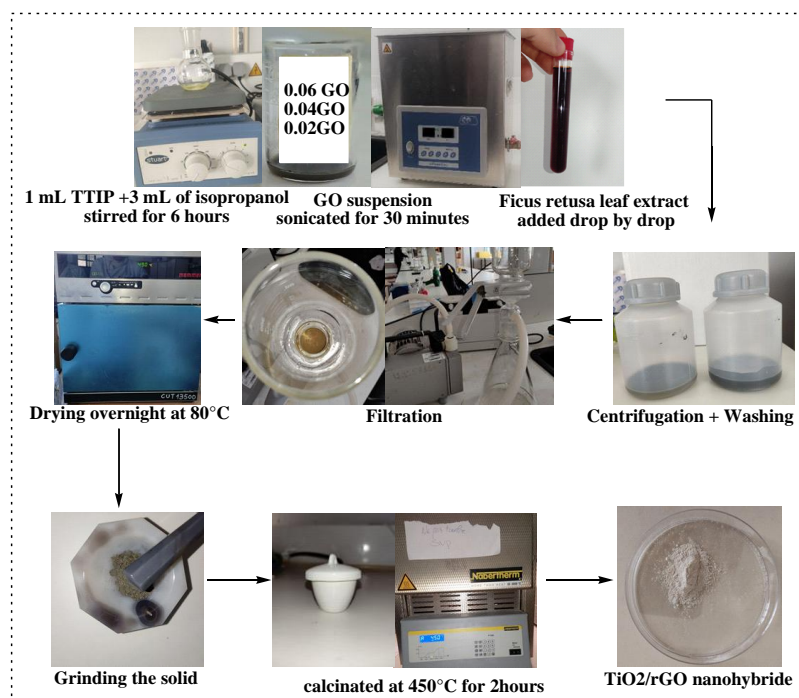 0.06 GO
0.04GO
0.02GO
stuart
1 mL TTIP +3 mL of isopropanol
stirred for 6 hours
GO suspension
sonicated for 30 minutes
Ficus retusa leaf extract
added drop by drop
CUT 13500
Drying overnight at 80°C
Filtration
Centrifugation + Washing
Nabertherm
450
Grinding the solid
calcinated at 450°C for 2hours
TiO2/rGO nanohybride